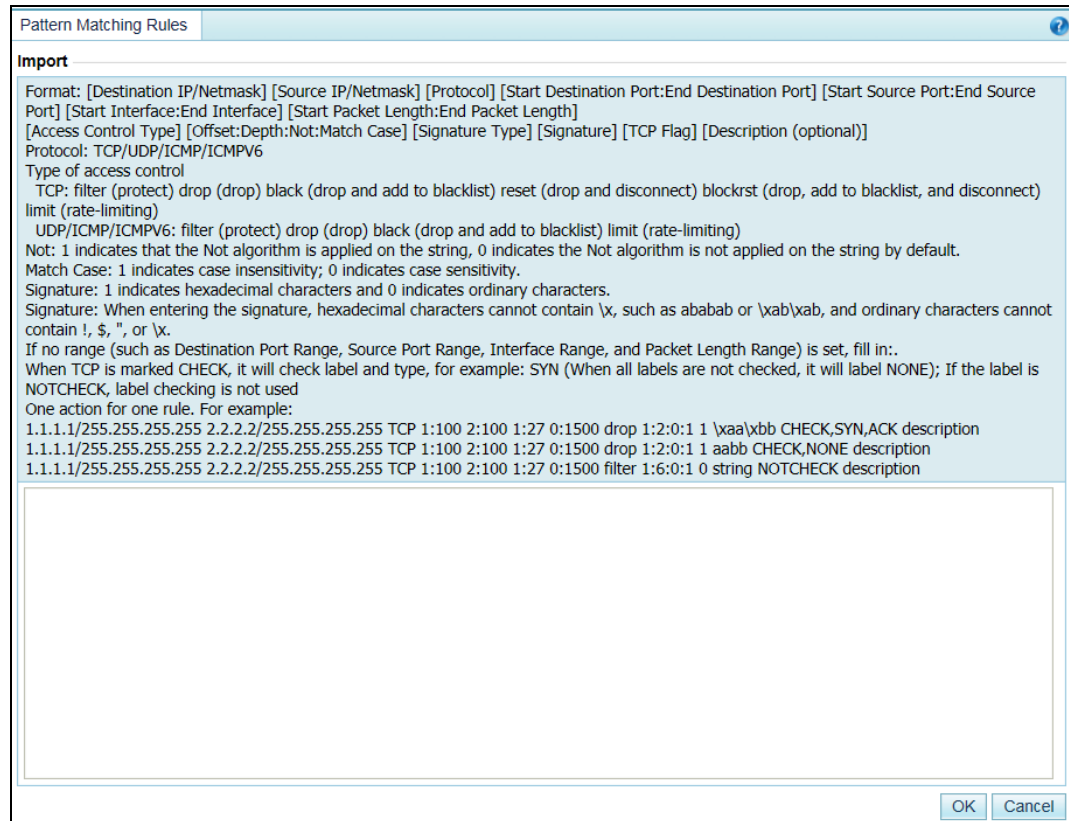 Pattern Matching Rules
Import
Format: [Destination IP/Netmask] [Source IP/Netmask] [Protocol] [Start Destination Port:End Destination Port] [Start Source Port:End Source
Port] [Start Interface:End Interface] [Start Packet Length:End Packet Length]
[Access Control Type] [Offset:Depth:Not:Match Case] [Signature Type] [Signature] [TCP Flag] [Description (optional)]
Protocol: TCP/UDP/ICMP/ICMPV6
Type of access control
TCP: filter (protect) drop (drop) black (drop and add to blacklist) reset (drop and disconnect) blockrst (drop, add to blacklist, and disconnect)
limit (rate-limiting)
UDP/ICMP/ICMPV6: filter (protect) drop (drop) black (drop and add to blacklist) limit (rate-limiting)
Not: 1 indicates that the Not algorithm is applied on the string, 0 indicates the Not algorithm is not applied on the string by default.
Match Case: 1 indicates case insensitivity; 0 indicates case sensitivity.
Signature: 1 indicates hexadecimal characters and 0 indicates ordinary characters.
Signature: When entering the signature, hexadecimal characters cannot contain \x, such as ababab or \xab\xab, and ordinary characters cannot
contain !, $, ", or \x.
If no range (such as Destination Port Range, Source Port Range, Interface Range, and Packet Length Range) is set, fill in:.
When TCP is marked CHECK, it will check label and type, for example: SYN (When all labels are not checked, it will label NONE); If the label is
NOTCHECK, label checking is not used
One action for one rule. For example:
1.1.1.1/255.255.255.255 2.2.2.2/255.255.255.255 TCP 1:100 2:100 1:27 0:1500 drop 1:2:0:1 1 \xaa\xbb CHECK,SYN,ACK description
1.1.1.1/255.255.255.255 2.2.2.2/255.255.255.255 TCP 1:100 2:100 1:27 0:1500 drop 1:2:0:1 1 aabb CHECK,NONE description
1.1.1.1/255.255.255.255 2.2.2.2/255.255.255.255 TCP 1:100 2:100 1:27 0:1500 filter 1:6:0:1 0 string NOTCHECK description
OK Cancel